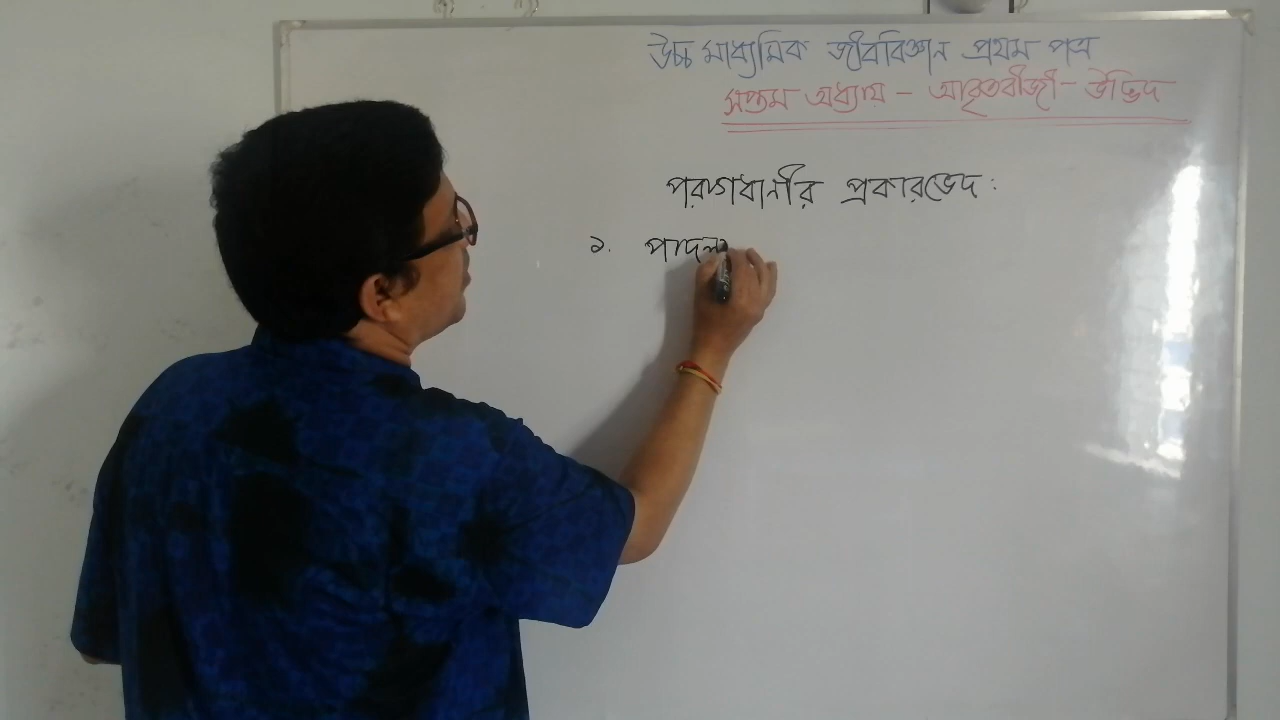 উচ্চ মাধ্যমিক জীববিজ্ঞান প্রথম পত্র
সপ্তম অধ্যায় - আবৃতবীজী - উদ্ভিদ
পরাগধানীর প্রকারভেদ :
১. পাদল